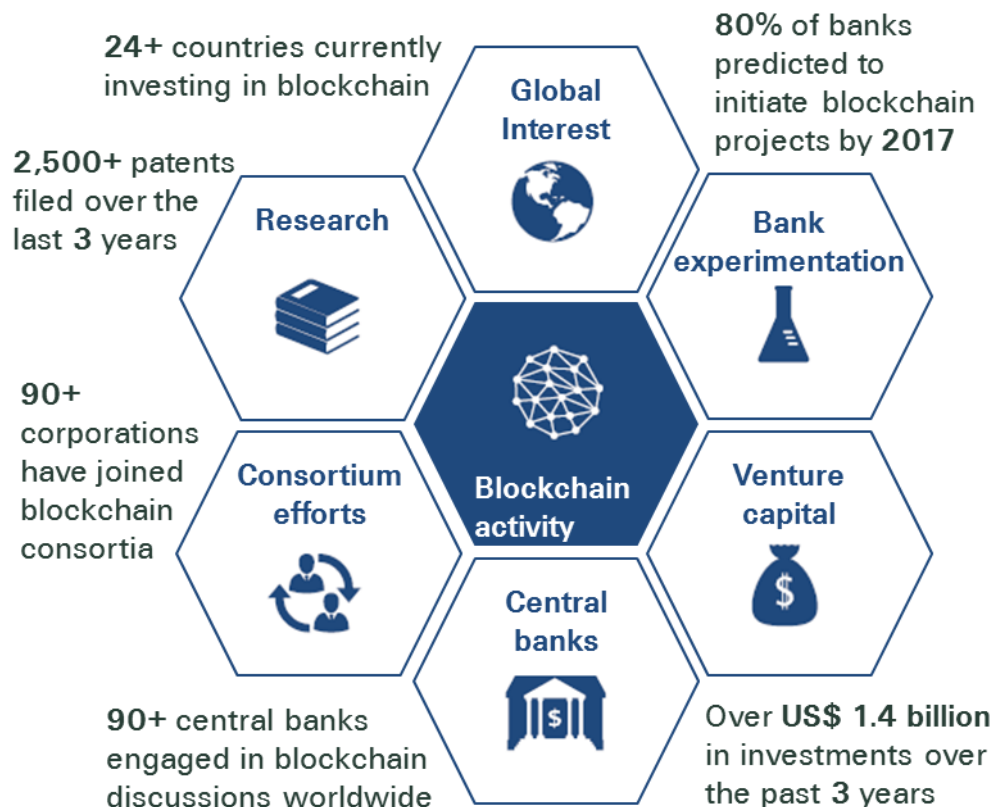 24+ countries currently
investing in blockchain
Global
Interest
80% of banks
predicted to
initiate blockchain
projects by 2017
2,500+ patents
filed over the
last 3 years
Research
Bank
experimentation
90+
corporations
have joined
blockchain
consortia
Consortium
efforts
Blockchain
activity
Venture
capital
$
Central
banks
$
90+ central banks
engaged in blockchain
discussions worldwide
Over US$ 1.4 billion
in investments over
the past 3 years